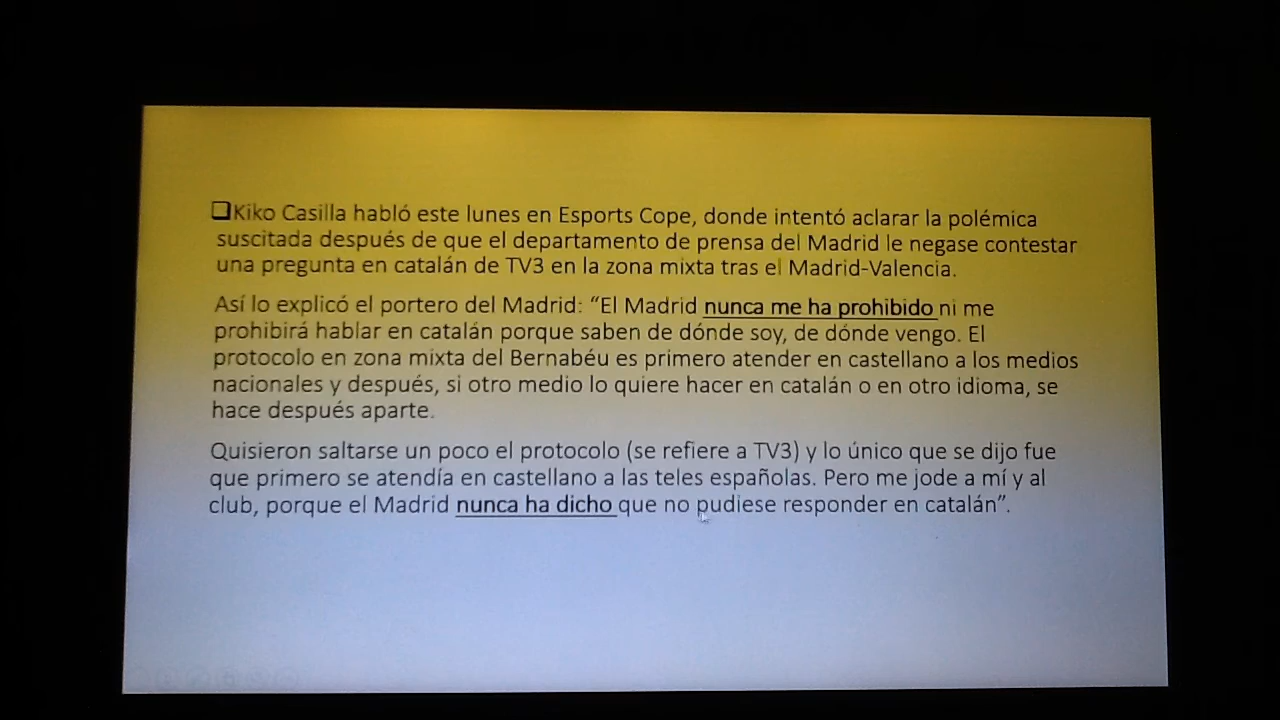 ❑Kiko Casilla habló este lunes en Esports Cope, donde intentó aclarar la polémica
suscitada después de que el departamento de prensa del Madrid le negase contestar
una pregunta en catalán de TV3 en la zona mixta tras el Madrid-Valencia.
Así lo explicó el portero del Madrid: “El Madrid nunca me ha prohibido ni me
prohibirá hablar en catalán porque saben de dónde soy, de dónde vengo. El
protocolo en zona mixta del Bernabéu es primero atender en castellano a los medios
nacionales y después, si otro medio lo quiere hacer en catalán o en otro idioma, se
hace después aparte.
Quisieron saltarse un poco el protocolo (se refiere a TV3) y lo único que se dijo fue
que primero se atendía en castellano a las teles españolas. Pero me jode a mí y al
club, porque el Madrid nunca ha dicho que no pudiese responder en catalán”.